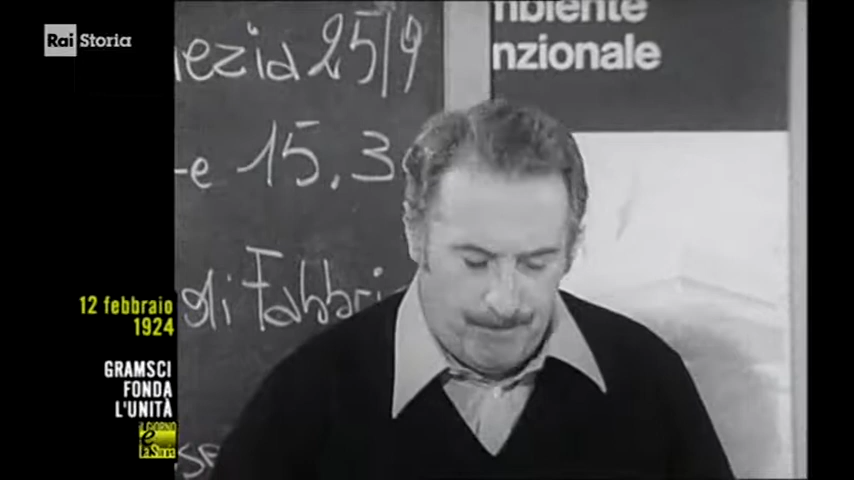 Rai Storia
ezia 25/9
e 15.3
gli Fabbri
mbiente
nzionale
12 febbraio
1924
GRAMSCI
FONDA
L'UNITÀ
IL GIORNO
e
la Storia